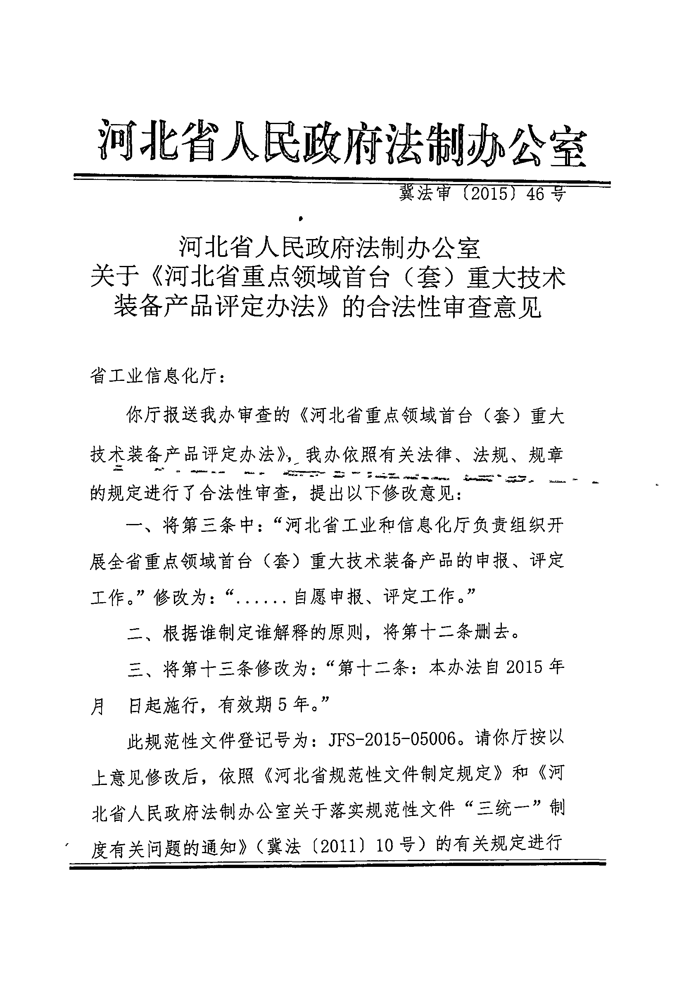 河北省人民政府法制办公室
冀法审〔2015〕46号
河北省人民政府法制办公室
关于《河北省重点领域首台（套）重大技术
装备产品评定办法》的合法性审查意见
省工业信息化厅：
你厅报送我办审查的《河北省重点领域首台（套）重大
技术装备产品评定办法》，我办依照有关法律、法规、规章
的规定进行了合法性审查，提出以下修改意见：
一、将第三条中：“河北省工业和信息化厅负责组织开
展全省重点领域首台（套）重大技术装备产品的申报、评定
工作。”修改为：“......自愿申报、评定工作。”
二、根据谁制定谁解释的原则，将第十二条删去。
三、将第十三条修改为：“第十二条：本办法自2015年
月　日起施行，有效期5年。”
此规范性文件登记号为：JFS-2015-05006。请你厅按以
上意见修改后，依照《河北省规范性文件制定规定》和《河
北省人民政府法制办公室关于落实规范性文件“三统一”制
度有关问题的通知》（冀法〔2011〕10号）的有关规定进行